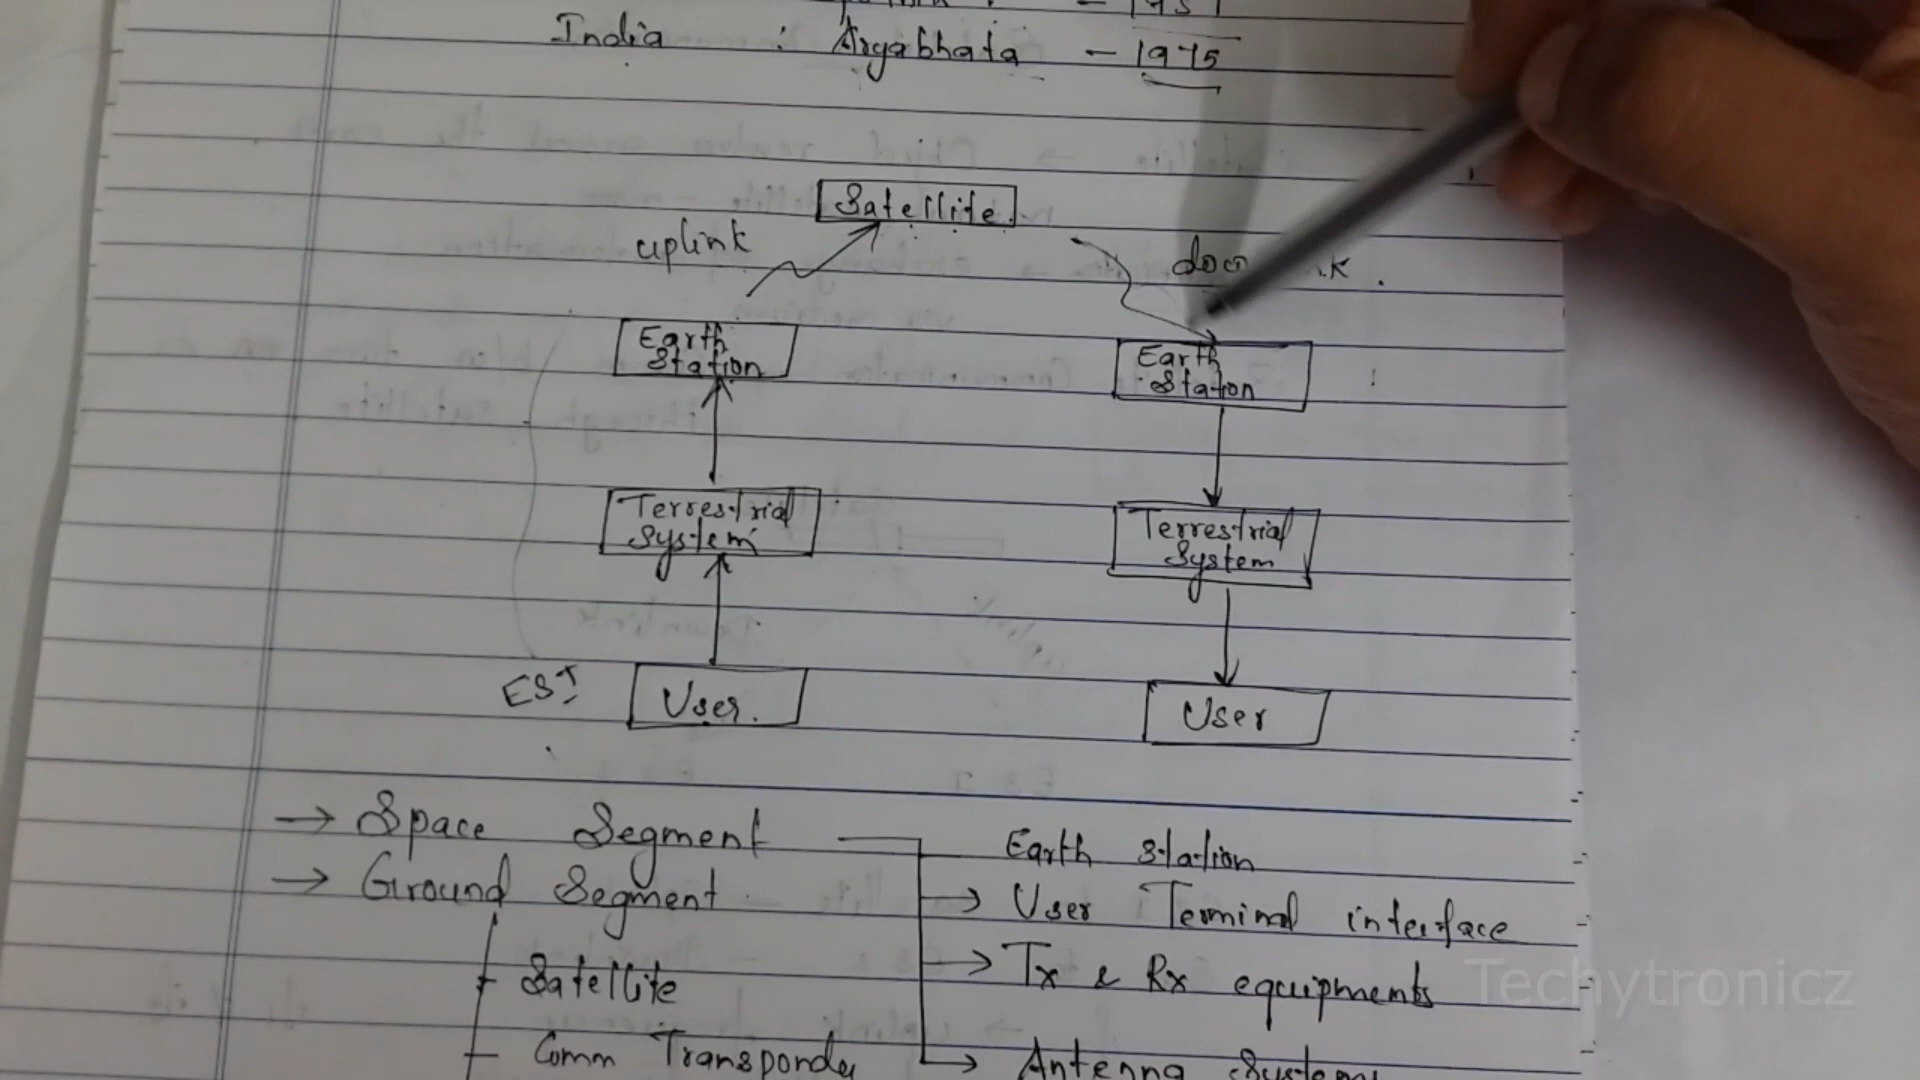 India : Aryabhata - 1975
Satellite
uplink
Earth
Station
Earth
Station
Terrestrial
System
Terrestrial
System
EST
User.
User
→ Space Segment
Earth station
→ Ground Segment
→ User Terminal interface
Satellite
→ Tx & Rx equipments
Techytronicz
Comm Transponder
→ Antenna Systems